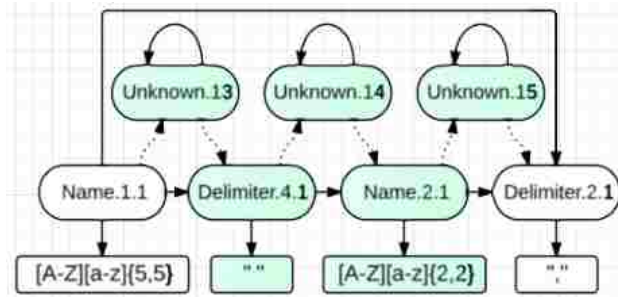 Unknown.13 Unknown.14 Unknown.15
Name.1.1 Delimiter.4.1 Name.2.1 Delimiter.2.1
[A-Z][a-z]{5,5} "." [A-Z][a-z]{2,2} ","